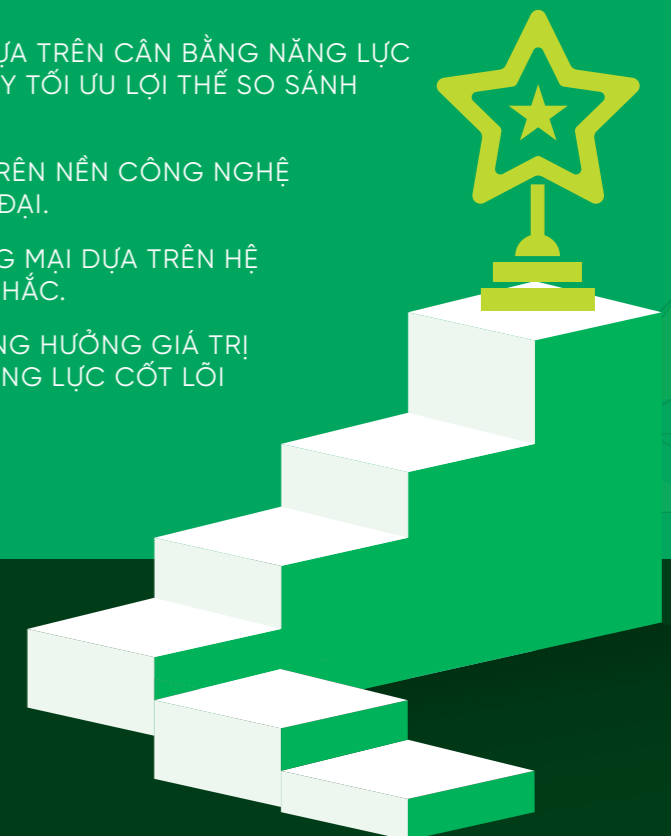 ỰA TRÊN CÂN BẰNG NĂNG LỰC
Y TỐI ƯU LỢI THẾ SO SÁNH
RÊN NỀN CÔNG NGHỆ
ĐẠI.
G MẠI DỰA TRÊN HỆ
HẮC.
NG HƯỞNG GIÁ TRỊ
NG LỰC CỐT LÕI